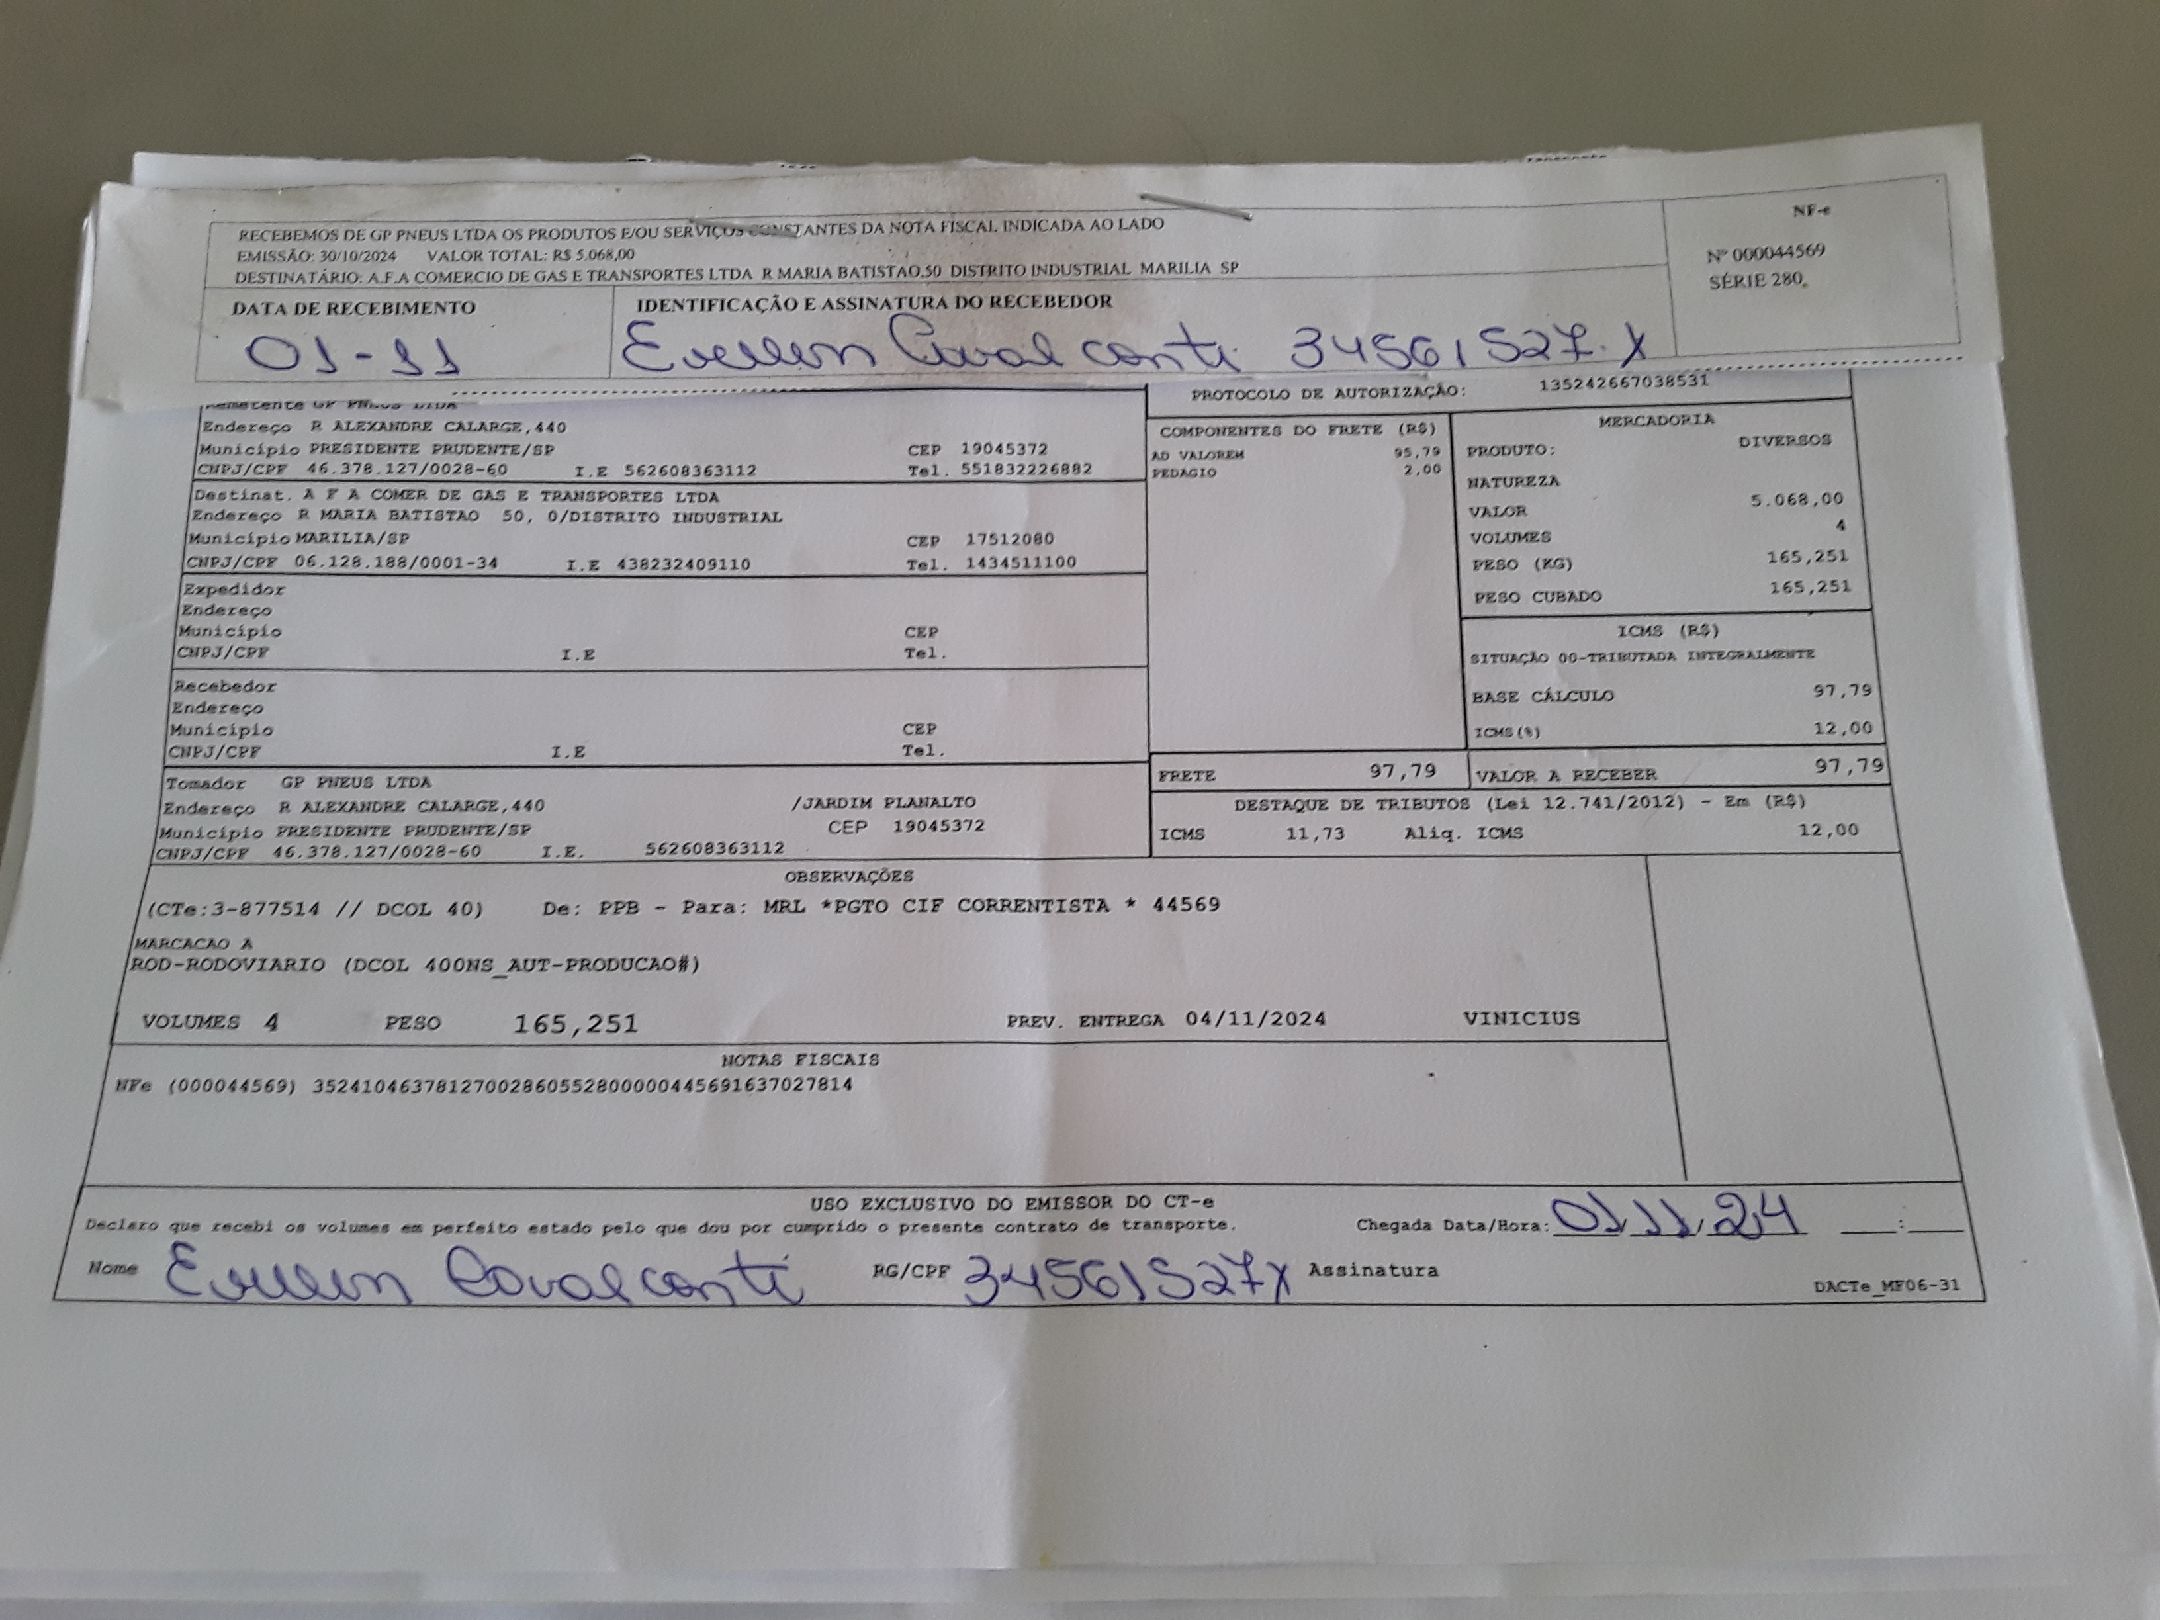 RECEBEMOS DE GP PNEUS LTDA OS PRODUTOS E/OU SERVIÇOS CONSTANTES DA NOTA FISCAL INDICADA AO LADO
EMISSÃO: 30/10/2024 VALOR TOTAL: R$ 5.068,00
DESTINATÁRIO: A.F.A COMERCIO DE GAS E TRANSPORTES LTDA R MARIA BATISTAO,50 DISTRITO INDUSTRIAL MARILIA SP
NF-e
Nº 000044569
SÉRIE 280
DATA DE RECEBIMENTO
01-11
IDENTIFICAÇÃO E ASSINATURA DO RECEBEDOR
Evellen Cavalconti 34561527-X
Remetente GP PNEUS LTDA
Endereço R ALEXANDRE CALARGE,440
Município PRESIDENTE PRUDENTE/SP CEP 19045372
CNPJ/CPF 46.378.127/0028-60 I.E 562608363112 Tel. 551832226882
Destinat. A F A COMER DE GAS E TRANSPORTES LTDA
Endereço R MARIA BATISTAO 50, 0/DISTRITO INDUSTRIAL
Município MARILIA/SP CEP 17512080
CNPJ/CPF 06.128.188/0001-34 I.E 438232409110 Tel. 1434511100
Expedidor
Endereço
Município CEP
CNPJ/CPF I.E Tel.
Recebedor
Endereço
Município CEP
CNPJ/CPF I.E Tel.
Tomador GP PNEUS LTDA
Endereço R ALEXANDRE CALARGE,440 /JARDIM PLANALTO
Município PRESIDENTE PRUDENTE/SP CEP 19045372
CNPJ/CPF 46.378.127/0028-60 I.E. 562608363112
PROTOCOLO DE AUTORIZAÇÃO: 135242667038531
COMPONENTES DO FRETE (R$)
AD VALOREM 95,79
PEDAGIO 2,00
MERCADORIA
PRODUTO: DIVERSOS
NATUREZA
VALOR 5.068,00
VOLUMES 4
PESO (KG) 165,251
PESO CUBADO 165,251
ICMS (R$)
SITUAÇÃO 00-TRIBUTADA INTEGRALMENTE
BASE CÁLCULO 97,79
ICMS(%) 12,00
FRETE 97,79 VALOR A RECEBER 97,79
DESTAQUE DE TRIBUTOS (Lei 12.741/2012) - Em (R$)
ICMS 11,73 Aliq. ICMS 12,00
OBSERVAÇÕES
(CTe:3-877514 // DCOL 40) De: PPB - Para: MRL *PGTO CIF CORRENTISTA * 44569
MARCACAO A
ROD-RODOVIARIO (DCOL 400NS_AUT-PRODUCAO#)
VOLUMES 4 PESO 165,251 PREV. ENTREGA 04/11/2024 VINICIUS
NOTAS FISCAIS
NFe (000044569) 35241046378127002860552800000445691637027814
USO EXCLUSIVO DO EMISSOR DO CT-e
Declaro que recebi os volumes em perfeito estado pelo que dou por cumprido o presente contrato de transporte. Chegada Data/Hora: 01/11/24 ___:___
Nome Evellen Cavalconti RG/CPF 34561527X Assinatura
DACTe_MF06-31